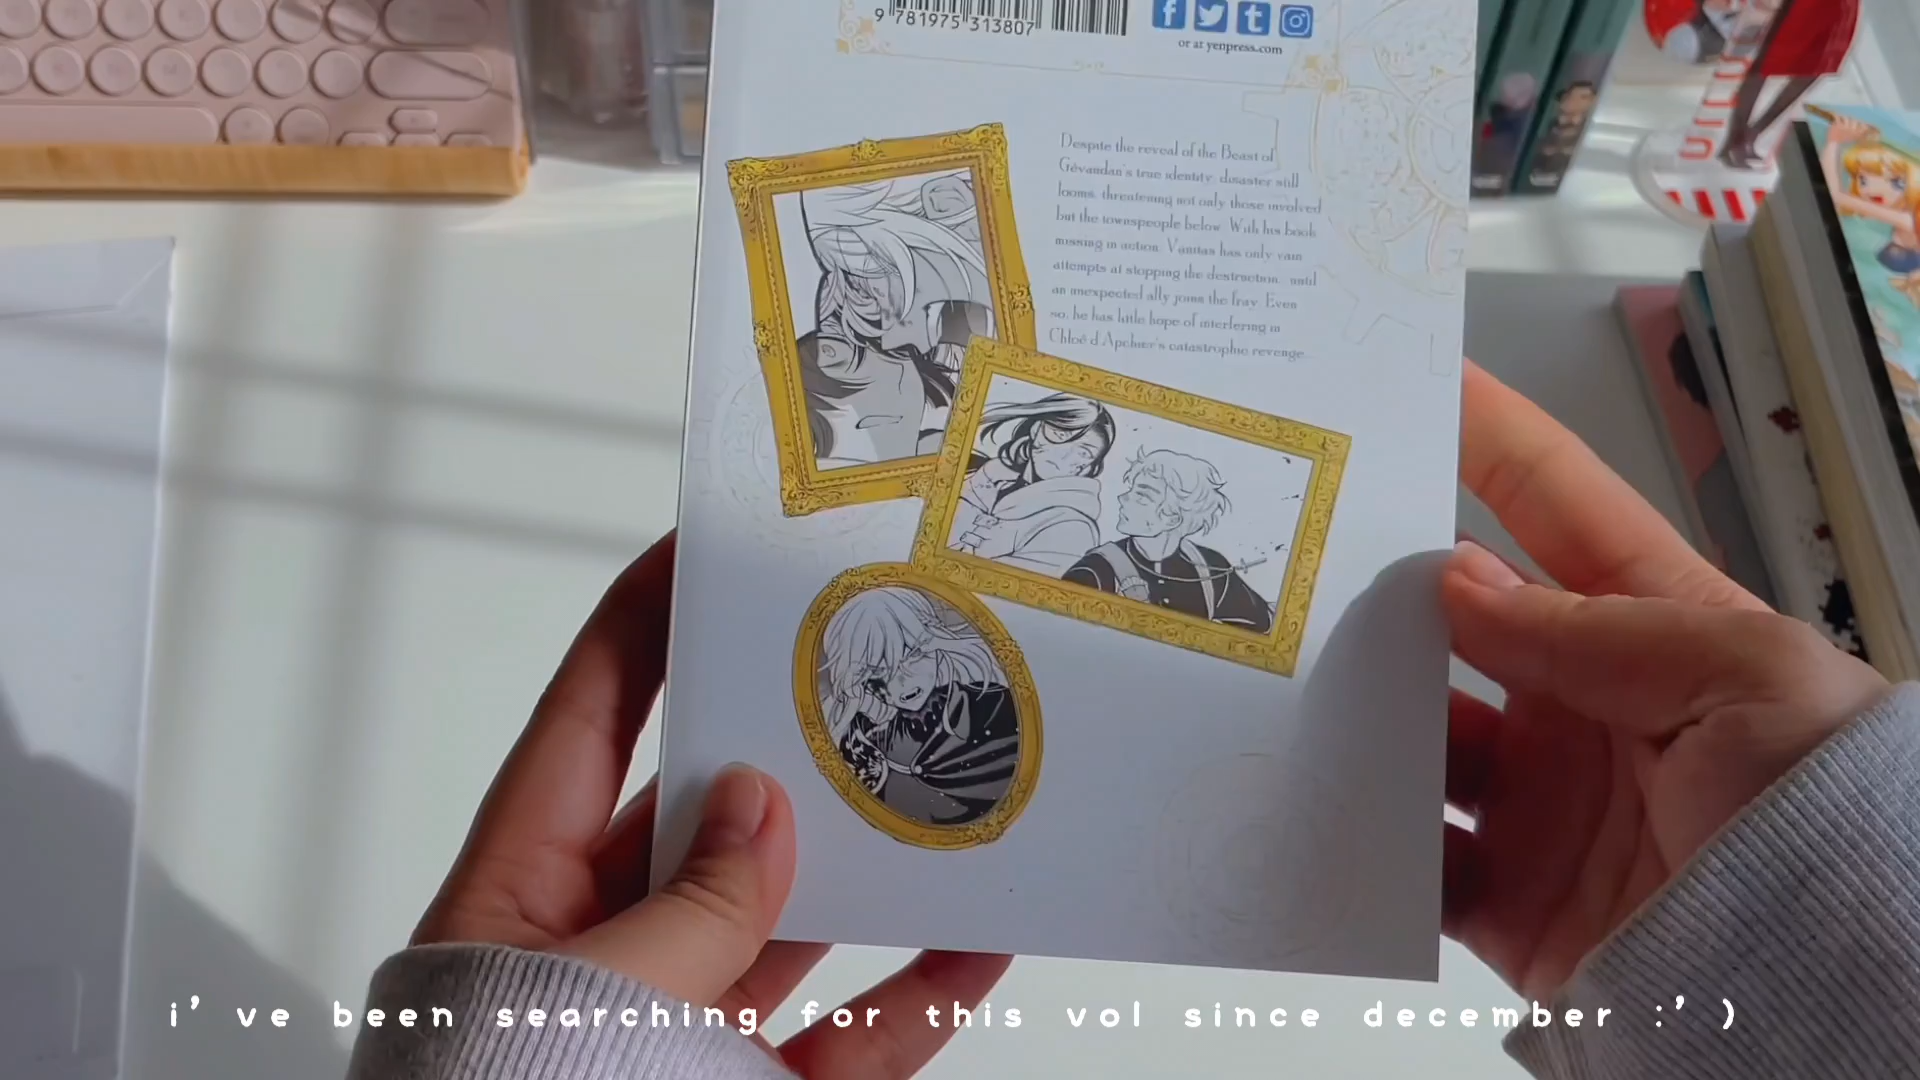 9 781975 313807
or at yenpress.com
Despite the reveal of the Beast of
Gévaudan's true identity, disaster still
looms, threatening not only those involved
but the townspeople below. With his book
missing in action, Vanitas has only vain
attempts at stopping the destruction...until
an unexpected ally joins the fray. Even
so, he has little hope of interfering in
Chloé d'Apchier's catastrophic revenge...
i've been searching for this vol since december :')